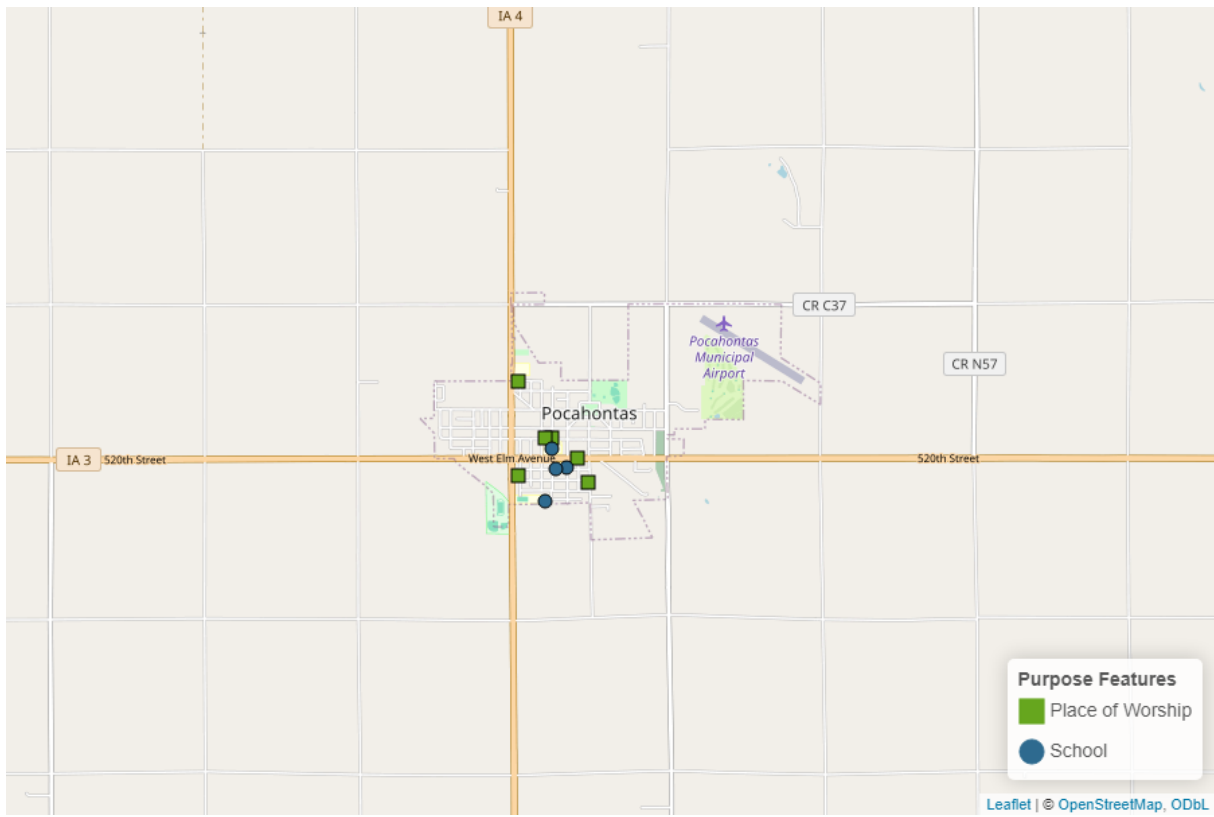 IA 4
CR C37
Pocahontas
Municipal
Airport
CR N57
Pocahontas
IA 3
520th Street
West Elm Avenue
520th Street
Purpose Features
Place of Worship
School
Leaflet | © OpenStreetMap, ODbL